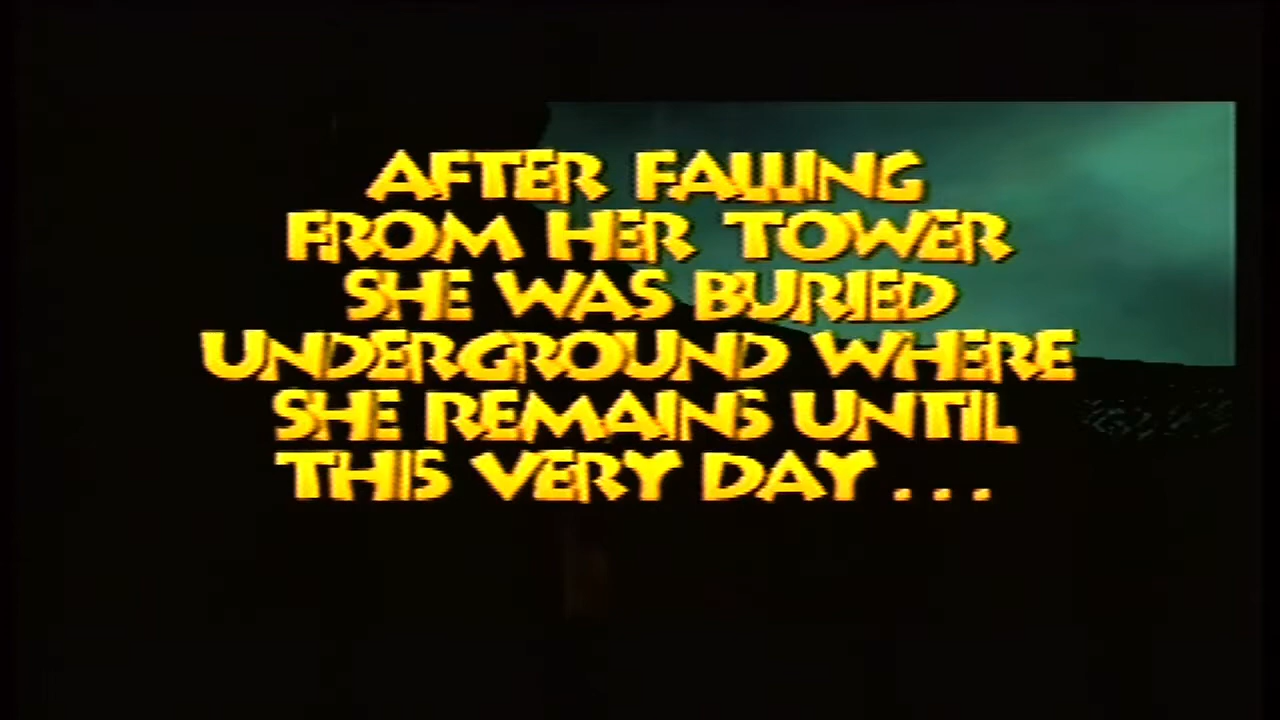 AFTER FALLING
FROM HER TOWER
SHE WAS BURIED
UNDERGROUND WHERE
SHE REMAINS UNTIL
THIS VERY DAY . . .